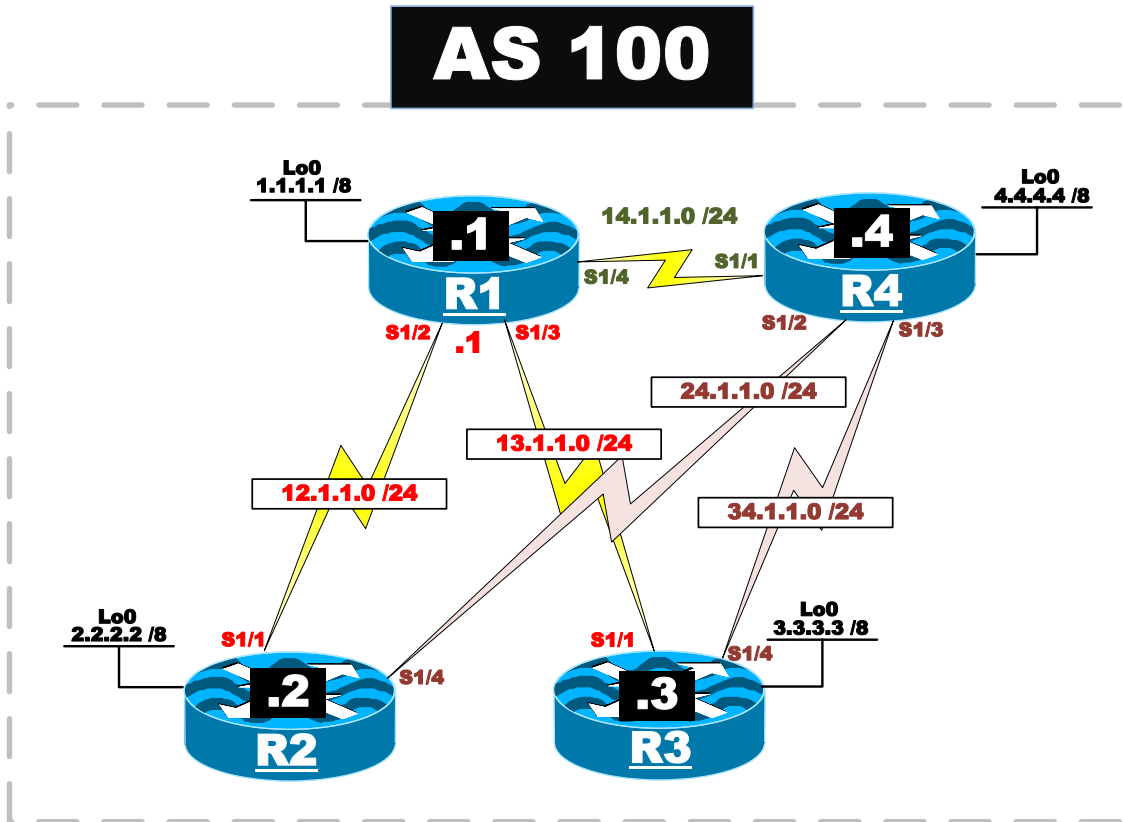 AS 100
Lo0
1.1.1.1 /8
Lo0
4.4.4.4 /8
.1
R1
14.1.1.0 /24
S1/4
S1/1
.4
R4
S1/2
.1
S1/3
S1/2
S1/3
24.1.1.0 /24
13.1.1.0 /24
12.1.1.0 /24
34.1.1.0 /24
Lo0
2.2.2.2 /8
S1/1
S1/4
.2
R2
S1/1
S1/4
Lo0
3.3.3.3 /8
.3
R3